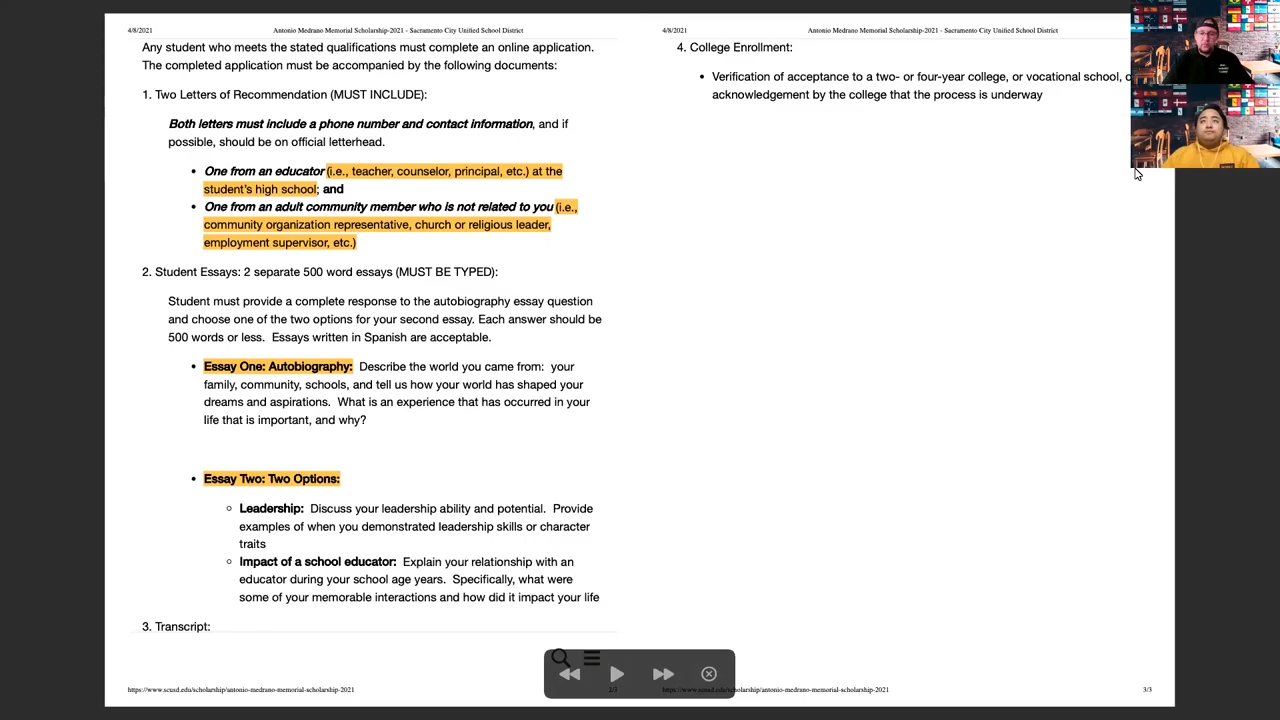 4/8/2021
Antonio Medrano Memorial Scholarship-2021 - Sacramento City Unified School District
Any student who meets the stated qualifications must complete an online application.
The completed application must be accompanied by the following documents:
1. Two Letters of Recommendation (MUST INCLUDE):
Both letters must include a phone number and contact information, and if
possible, should be on official letterhead.
• One from an educator (i.e., teacher, counselor, principal, etc.) at the
student's high school; and
• One from an adult community member who is not related to you (i.e.,
community organization representative, church or religious leader,
employment supervisor, etc.)
2. Student Essays: 2 separate 500 word essays (MUST BE TYPED):
Student must provide a complete response to the autobiography essay question
and choose one of the two options for your second essay. Each answer should be
500 words or less.  Essays written in Spanish are acceptable.
• Essay One: Autobiography:  Describe the world you came from:  your
family, community, schools, and tell us how your world has shaped your
dreams and aspirations.  What is an experience that has occurred in your
life that is important, and why?
• Essay Two: Two Options:
○ Leadership:  Discuss your leadership ability and potential.  Provide
examples of when you demonstrated leadership skills or character
traits
○ Impact of a school educator:  Explain your relationship with an
educator during your school age years.  Specifically, what were
some of your memorable interactions and how did it impact your life
3. Transcript:
https://www.scusd.edu/scholarship/antonio-medrano-memorial-scholarship-2021
2/3
4/8/2021
Antonio Medrano Memorial Scholarship-2021 - Sacramento City Unified School District
4. College Enrollment:
• Verification of acceptance to a two- or four-year college, or vocational school, o
acknowledgement by the college that the process is underway
https://www.scusd.edu/scholarship/antonio-medrano-memorial-scholarship-2021
3/3